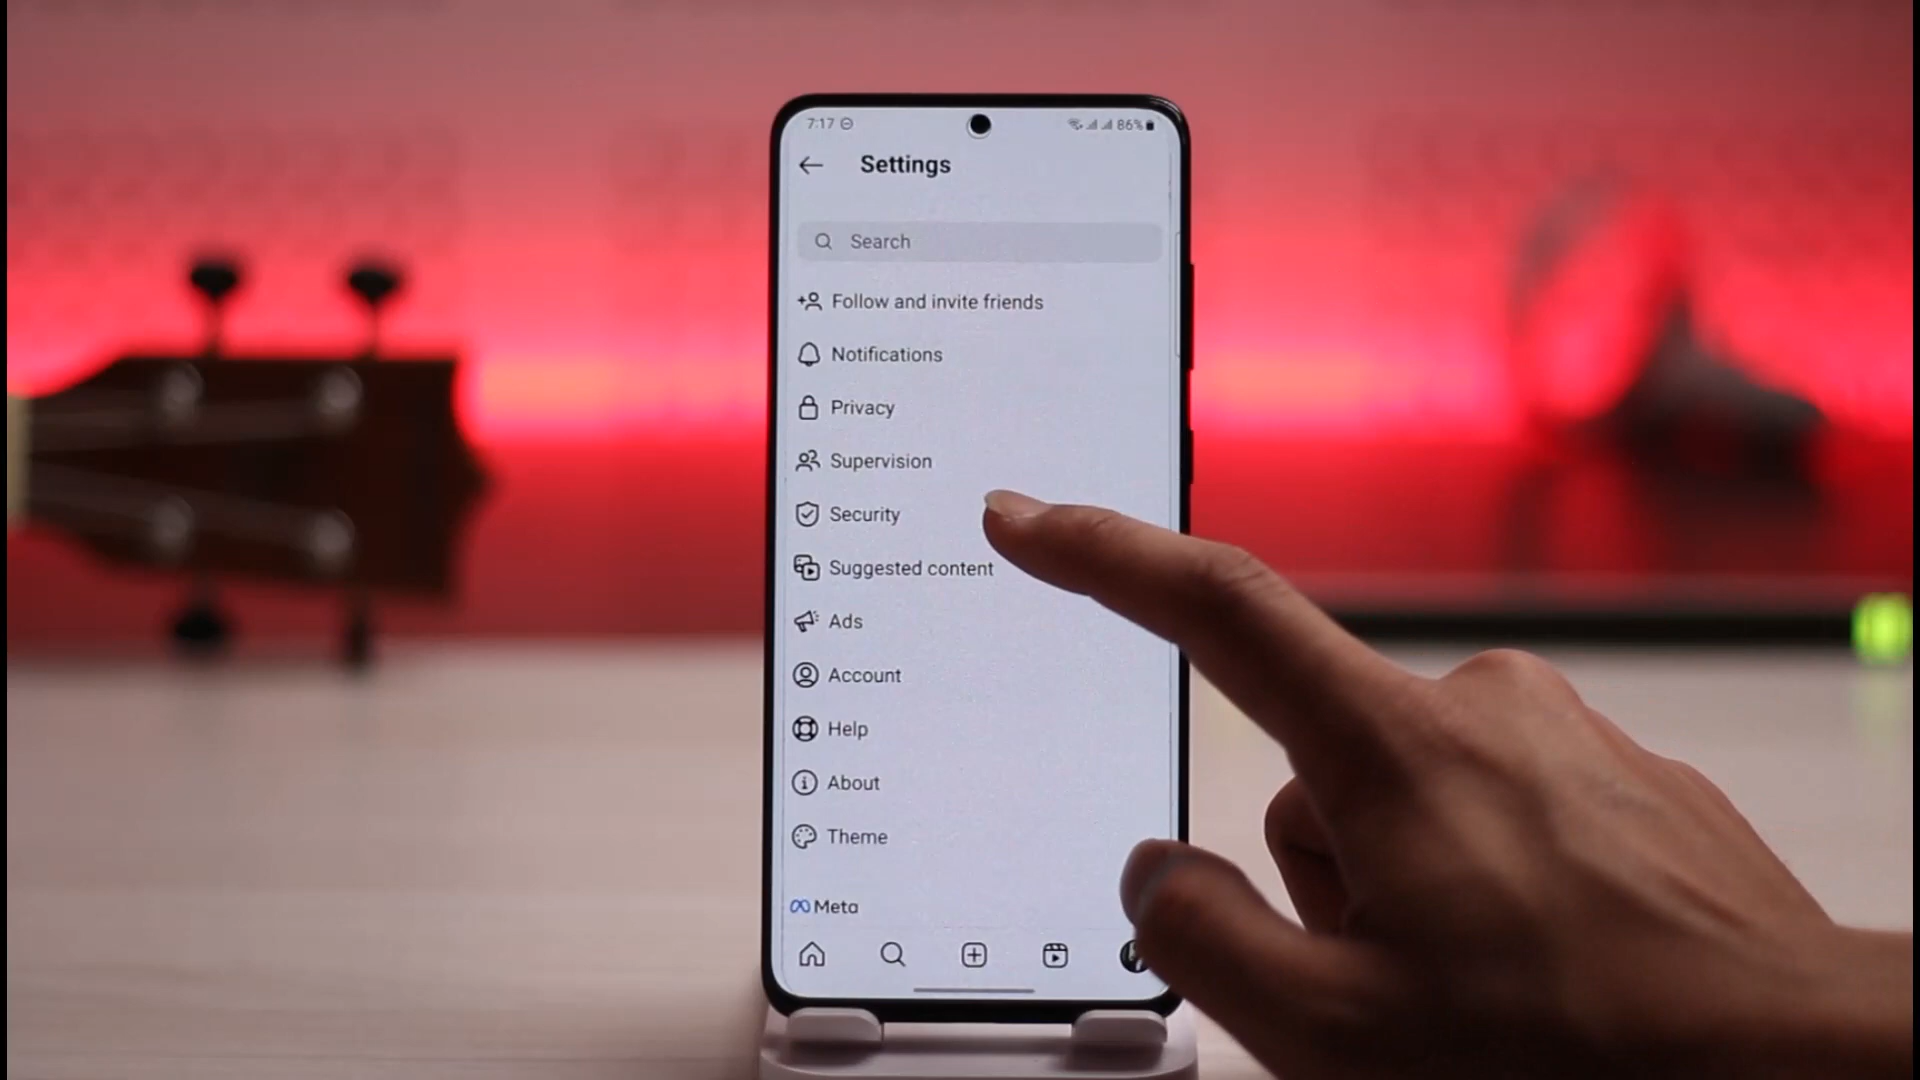 7:17 86%
Settings
Search
Follow and invite friends
Notifications
Privacy
Supervision
Security
Suggested content
Ads
Account
Help
About
Theme
Meta